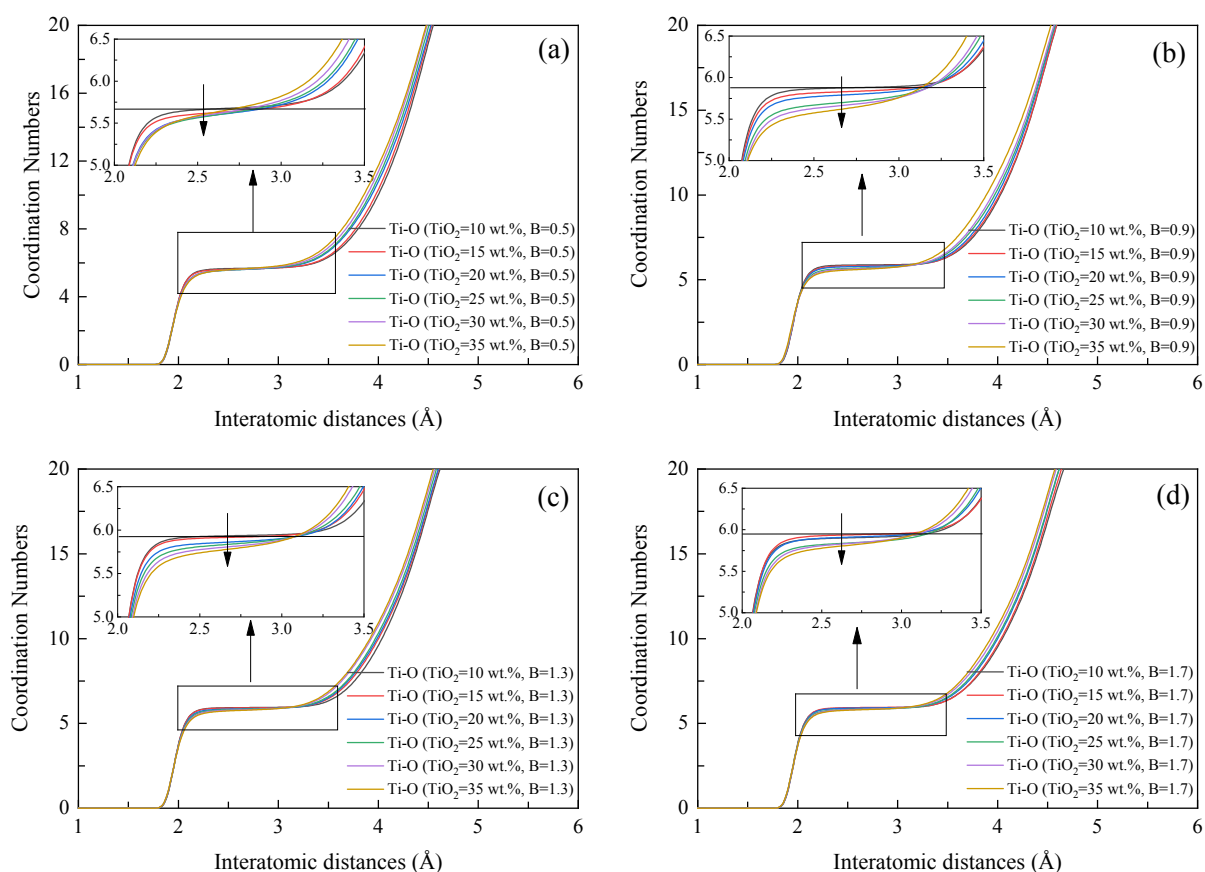 (a)
Coordination Numbers
20
16
12
8
4
0
6.5
6.0
5.5
5.0
2.0 2.5 3.0 3.5
Ti-O (TiO2=10 wt.%, B=0.5)
Ti-O (TiO2=15 wt.%, B=0.5)
Ti-O (TiO2=20 wt.%, B=0.5)
Ti-O (TiO2=25 wt.%, B=0.5)
Ti-O (TiO2=30 wt.%, B=0.5)
Ti-O (TiO2=35 wt.%, B=0.5)
1 2 3 4 5 6
Interatomic distances (Å)
(b)
Coordination Numbers
20
15
10
5
0
6.5
6.0
5.5
5.0
2.0 2.5 3.0 3.5
Ti-O (TiO2=10 wt.%, B=0.9)
Ti-O (TiO2=15 wt.%, B=0.9)
Ti-O (TiO2=20 wt.%, B=0.9)
Ti-O (TiO2=25 wt.%, B=0.9)
Ti-O (TiO2=30 wt.%, B=0.9)
Ti-O (TiO2=35 wt.%, B=0.9)
1 2 3 4 5 6
Interatomic distances (Å)
(c)
Coordination Numbers
20
15
10
5
0
6.5
6.0
5.5
5.0
2.0 2.5 3.0 3.5
Ti-O (TiO2=10 wt.%, B=1.3)
Ti-O (TiO2=15 wt.%, B=1.3)
Ti-O (TiO2=20 wt.%, B=1.3)
Ti-O (TiO2=25 wt.%, B=1.3)
Ti-O (TiO2=30 wt.%, B=1.3)
Ti-O (TiO2=35 wt.%, B=1.3)
1 2 3 4 5 6
Interatomic distances (Å)
(d)
Coordination Numbers
20
15
10
5
0
6.5
6.0
5.5
5.0
2.0 2.5 3.0 3.5
Ti-O (TiO2=10 wt.%, B=1.7)
Ti-O (TiO2=15 wt.%, B=1.7)
Ti-O (TiO2=20 wt.%, B=1.7)
Ti-O (TiO2=25 wt.%, B=1.7)
Ti-O (TiO2=30 wt.%, B=1.7)
Ti-O (TiO2=35 wt.%, B=1.7)
1 2 3 4 5 6
Interatomic distances (Å)